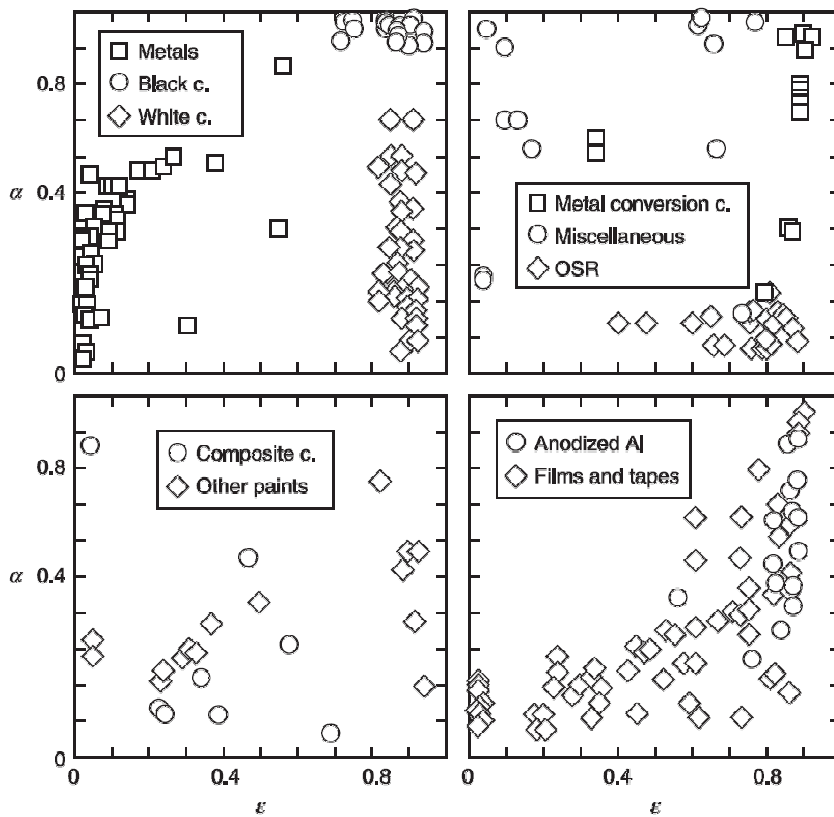 Metals
Black c.
White c.
0.8
α
0.4
0
Metal conversion c.
Miscellaneous
OSR
Composite c.
Other paints
0.8
α
0.4
0
0
0.4
0.8
ε
Anodized Al
Films and tapes
0
0.4
0.8
ε